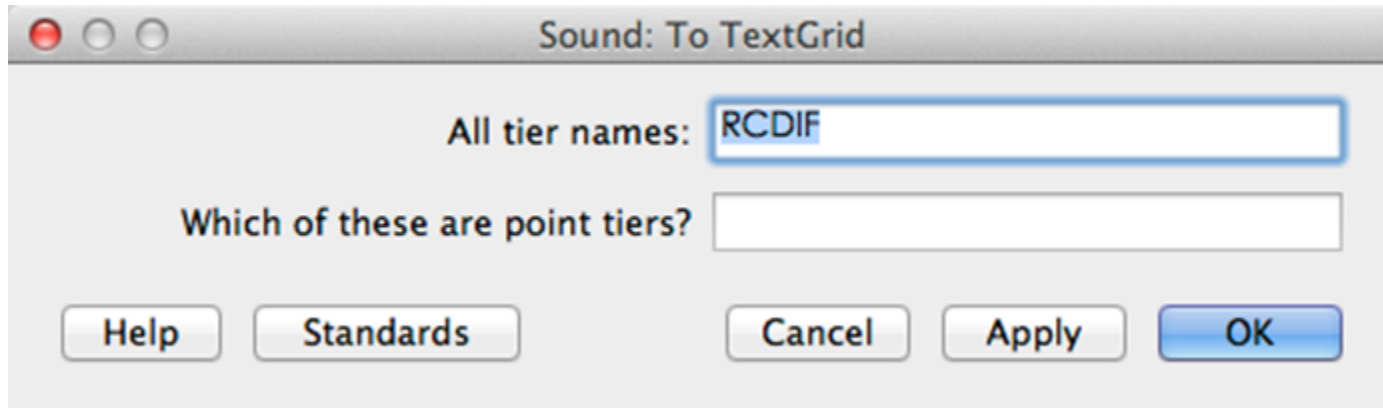 Sound: To TextGrid
All tier names: RCDIF
Which of these are point tiers?
Help Standards Cancel Apply OK